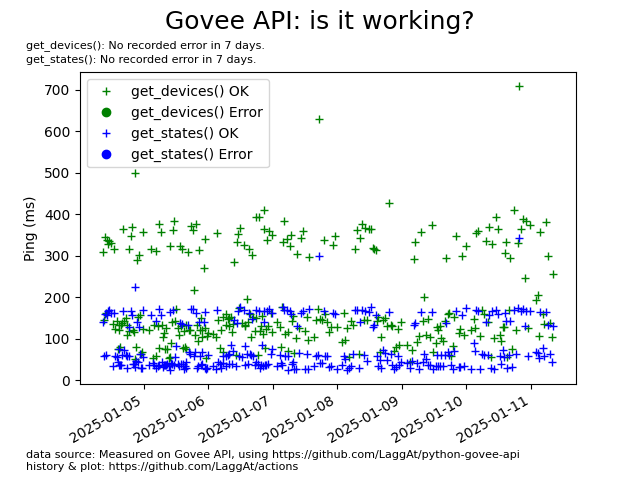 Govee API: is it working?
get_devices(): No recorded error in 7 days.
get_states(): No recorded error in 7 days.
get_devices() OK
get_devices() Error
get_states() OK
get_states() Error
Ping (ms)
700
600
500
400
300
200
100
0
2025-01-05
2025-01-06
2025-01-07
2025-01-08
2025-01-09
2025-01-10
2025-01-11
data source: Measured on Govee API, using https://github.com/LaggAt/python-govee-api
history & plot: https://github.com/LaggAt/actions